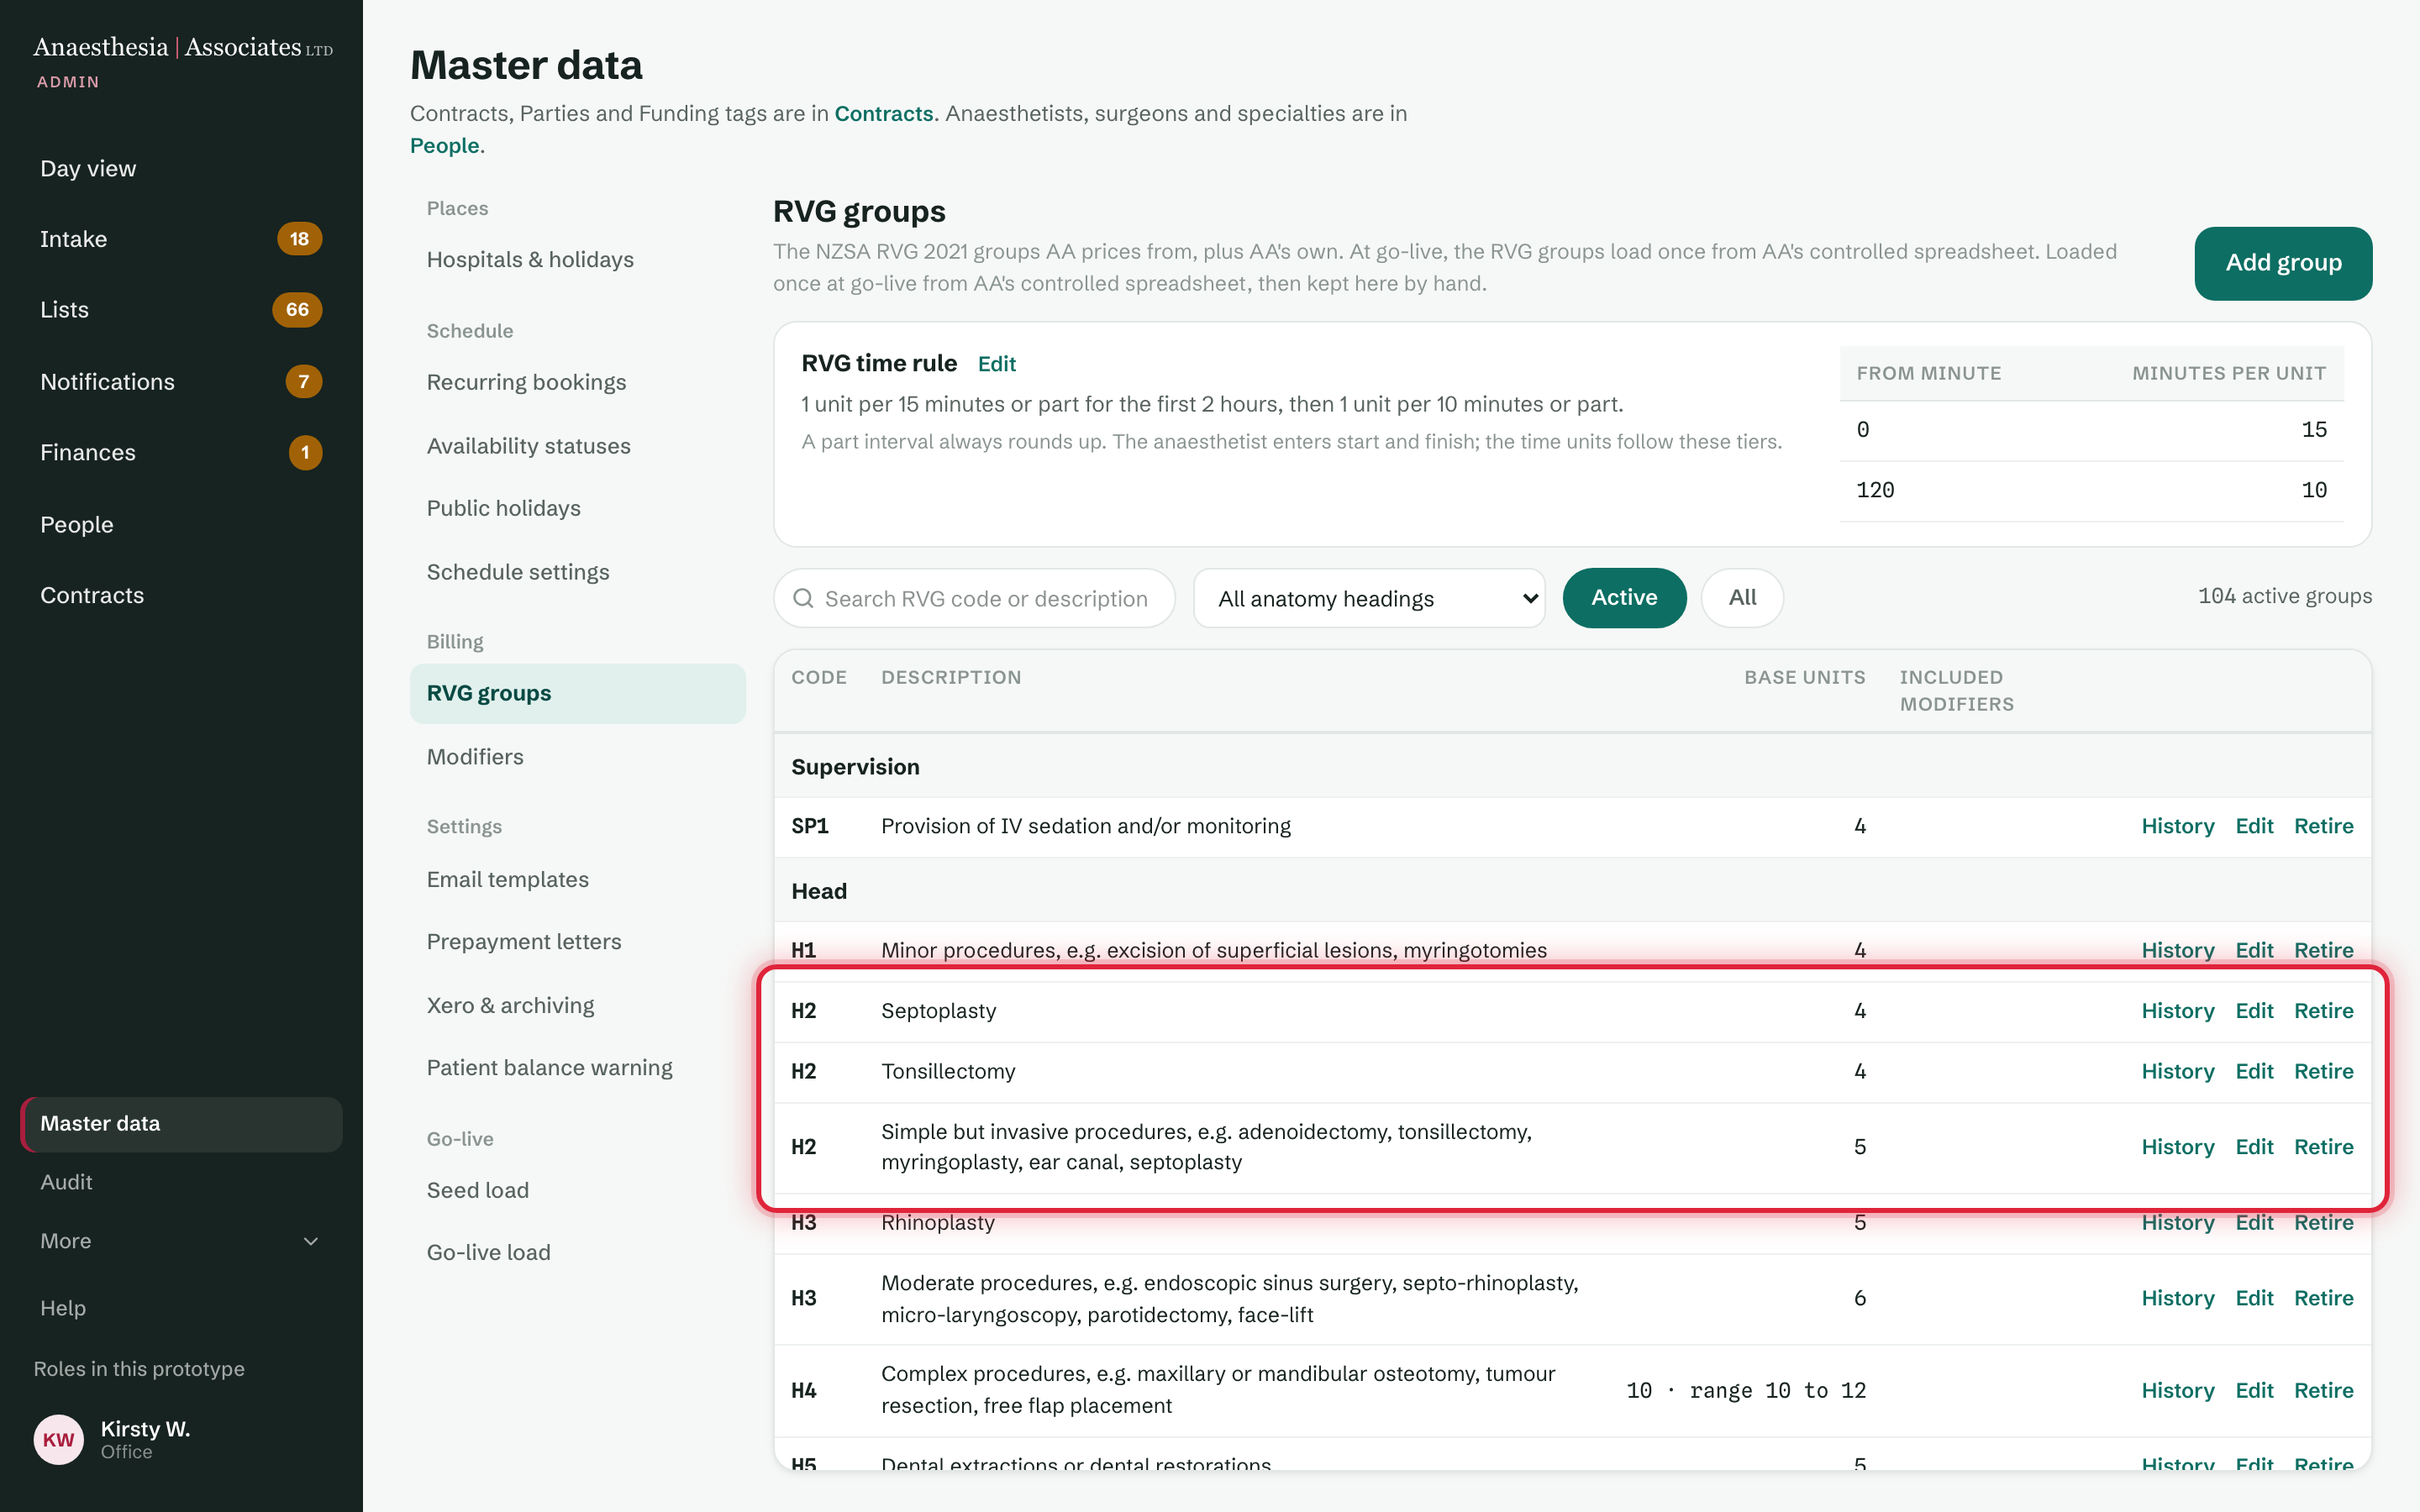 Anaesthesia | Associates LTD
ADMIN
Day view
Intake 18
Lists 66
Notifications 7
Finances 1
People
Contracts
Master data
Audit
More
Help
Roles in this prototype
KW Kirsty W.
Office
Master data
Contracts, Parties and Funding tags are in Contracts. Anaesthetists, surgeons and specialties are in
People.
Places
Hospitals & holidays
Schedule
Recurring bookings
Availability statuses
Public holidays
Schedule settings
Billing
RVG groups
Modifiers
Settings
Email templates
Prepayment letters
Xero & archiving
Patient balance warning
Go-live
Seed load
Go-live load
RVG groups
The NZSA RVG 2021 groups AA prices from, plus AA's own. At go-live, the RVG groups load once from AA's controlled spreadsheet. Loaded
once at go-live from AA's controlled spreadsheet, then kept here by hand.
Add group
RVG time rule Edit
1 unit per 15 minutes or part for the first 2 hours, then 1 unit per 10 minutes or part.
A part interval always rounds up. The anaesthetist enters start and finish; the time units follow these tiers.
FROM MINUTE MINUTES PER UNIT
0 15
120 10
Search RVG code or description
All anatomy headings
Active
All
104 active groups
CODE DESCRIPTION BASE UNITS INCLUDED
MODIFIERS
Supervision
SP1 Provision of IV sedation and/or monitoring 4 History Edit Retire
Head
H1 Minor procedures, e.g. excision of superficial lesions, myringotomies 4 History Edit Retire
H2 Septoplasty 4 History Edit Retire
H2 Tonsillectomy 4 History Edit Retire
H2 Simple but invasive procedures, e.g. adenoidectomy, tonsillectomy,
myringoplasty, ear canal, septoplasty 5 History Edit Retire
H3 Rhinoplasty 5 History Edit Retire
H3 Moderate procedures, e.g. endoscopic sinus surgery, septo-rhinoplasty,
micro-laryngoscopy, parotidectomy, face-lift 6 History Edit Retire
H4 Complex procedures, e.g. maxillary or mandibular osteotomy, tumour
resection, free flap placement 10 · range 10 to 12 History Edit Retire
H5 Dental extractions or dental restorations 5 History Edit Retire